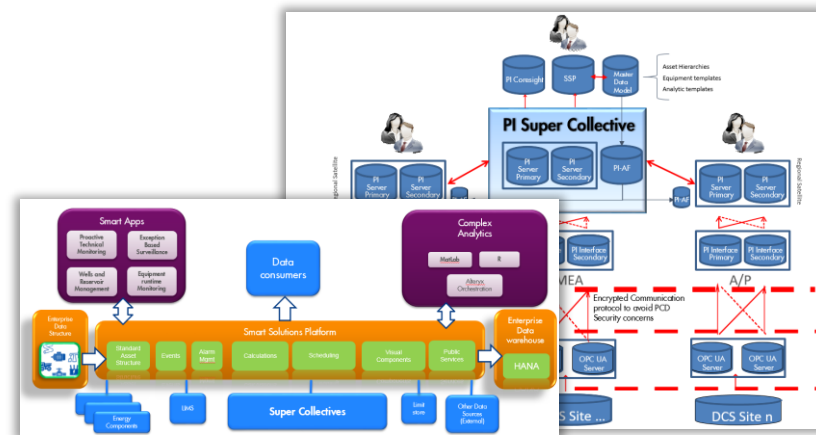 PI Coresight
SSP
Master
Data
Model
Asset Hierarchies
Equipment templates
Analytic templates
PI Super Collective
PI
Server
Primary
PI
Server
Secondary
PI-AF
Regional Satellite
PI
Server
Primary
PI
Server
Secondary
PI
Server
Primary
PI
Server
Secondary
PI-AF
Regional Satellite
PI Interface
Secondary
PI Interface
Primary
PI Interface
Secondary
MEA
A/P
Encrypted Communication
protocol to avoid PCD
Security concerns
OPC UA
Server
OPC UA
Server
OPC UA
Server
S Site ...
DCS Site n
Smart Apps
Proactive
Technical
Monitoring
Exception
Based
Surveillance
Wells and
Reservoir
Management
Equipment
runtime
Monitoring
Data
consumers
Complex
Analytics
MatLab
R
Alteryx
Orchestration
Enterprise
Data
Structure
Smart Solutions Platform
Standard
Asset
Structure
Events
Alarm
Mgmt
Calculations
Scheduling
Visual
Components
Public
Services
Enterprise
Data
warehouse
HANA
Energy
Components
Super Collectives
Local
store
Other Data
Sources
(External)